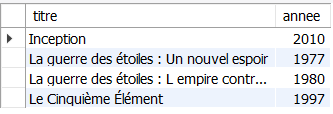 titre annee
Inception 2010
La guerre des étoiles : Un nouvel espoir 1977
La guerre des étoiles : L empire contr... 1980
Le Cinquième Élément 1997